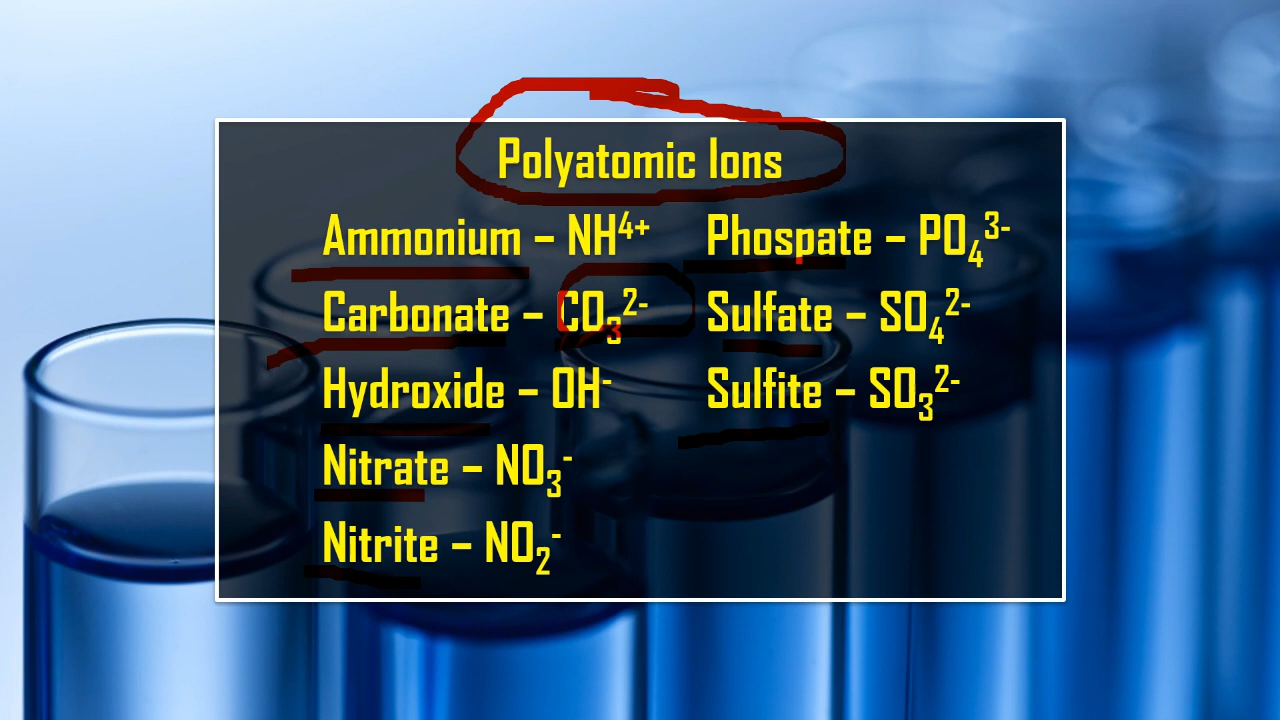 Polyatomic Ions
Ammonium – NH⁴⁺
Carbonate – CO₃²⁻
Hydroxide – OH⁻
Nitrate – NO₃⁻
Nitrite – NO₂⁻
Phospate – PO₄³⁻
Sulfate – SO₄²⁻
Sulfite – SO₃²⁻